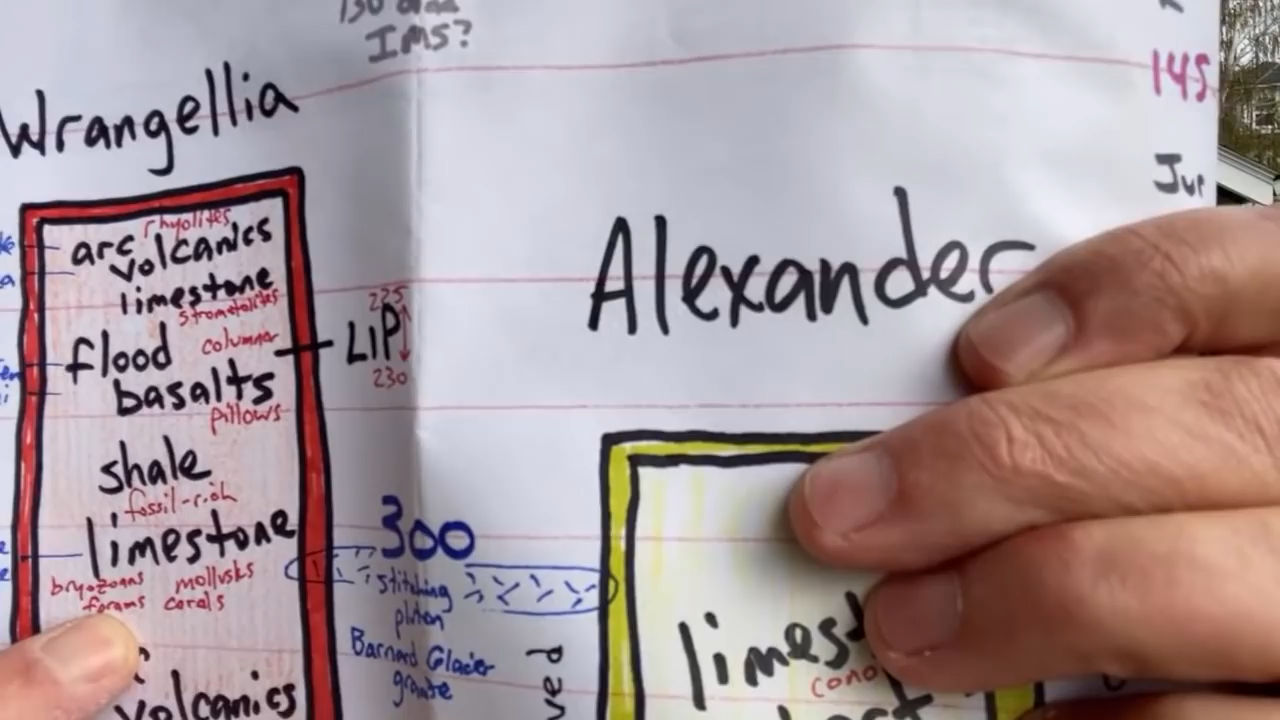 IMS?
145
Wrangellia
Jur
rhyolites
arc volcanics
limestone
stromatolites
Alexander
225
LIP
230
flood columnar
basalts
pillows
shale
fossil-rich
limestone
bryozoans mollusks
forams corals
volcanics
300
stitching
pluton
Barnard Glacier
granite